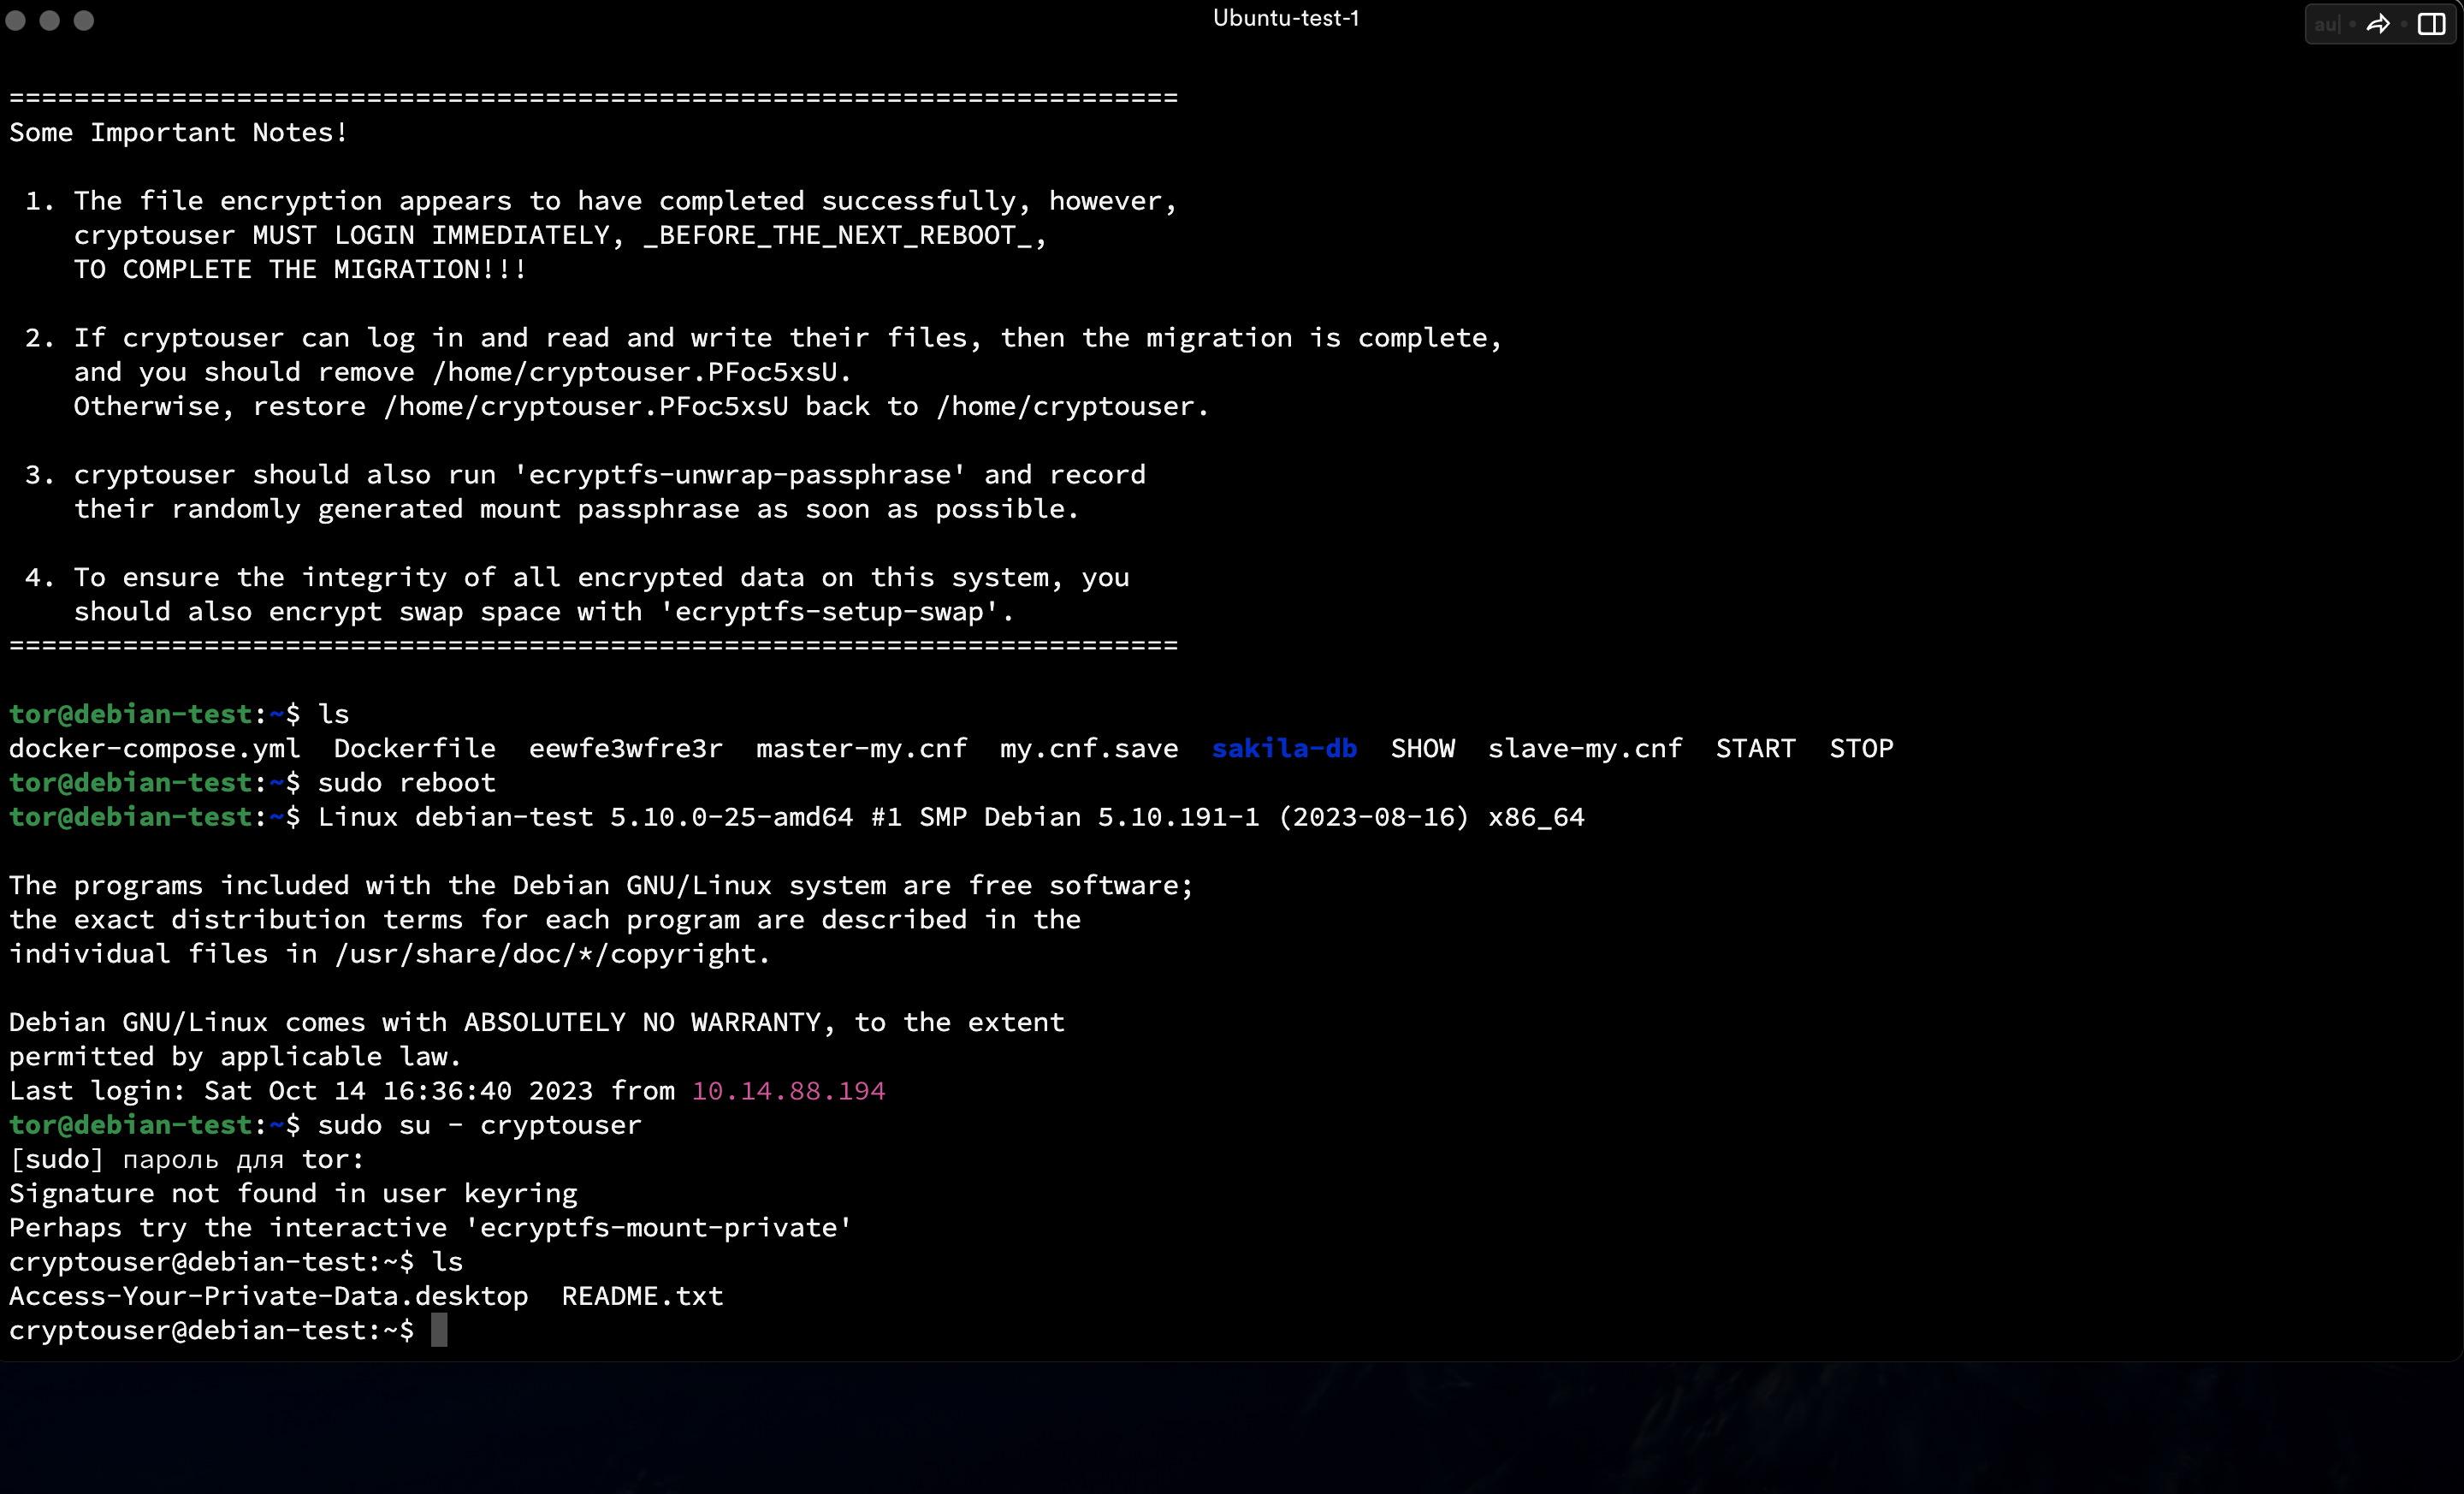 Ubuntu-test-1
========================================================================
Some Important Notes!
1. The file encryption appears to have completed successfully, however,
cryptouser MUST LOGIN IMMEDIATELY, _BEFORE_THE_NEXT_REBOOT_,
TO COMPLETE THE MIGRATION!!!
2. If cryptouser can log in and read and write their files, then the migration is complete,
and you should remove /home/cryptouser.PFoc5xsU.
Otherwise, restore /home/cryptouser.PFoc5xsU back to /home/cryptouser.
3. cryptouser should also run 'ecryptfs-unwrap-passphrase' and record
their randomly generated mount passphrase as soon as possible.
4. To ensure the integrity of all encrypted data on this system, you
should also encrypt swap space with 'ecryptfs-setup-swap'.
========================================================================
tor@debian-test:~$ ls
docker-compose.yml  Dockerfile  eewfe3wfre3r  master-my.cnf  my.cnf.save  sakila-db  SHOW  slave-my.cnf  START  STOP
tor@debian-test:~$ sudo reboot
tor@debian-test:~$ Linux debian-test 5.10.0-25-amd64 #1 SMP Debian 5.10.191-1 (2023-08-16) x86_64
The programs included with the Debian GNU/Linux system are free software;
the exact distribution terms for each program are described in the
individual files in /usr/share/doc/*/copyright.
Debian GNU/Linux comes with ABSOLUTELY NO WARRANTY, to the extent
permitted by applicable law.
Last login: Sat Oct 14 16:36:40 2023 from 10.14.88.194
tor@debian-test:~$ sudo su - cryptouser
[sudo] пароль для tor:
Signature not found in user keyring
Perhaps try the interactive 'ecryptfs-mount-private'
cryptouser@debian-test:~$ ls
Access-Your-Private-Data.desktop  README.txt
cryptouser@debian-test:~$